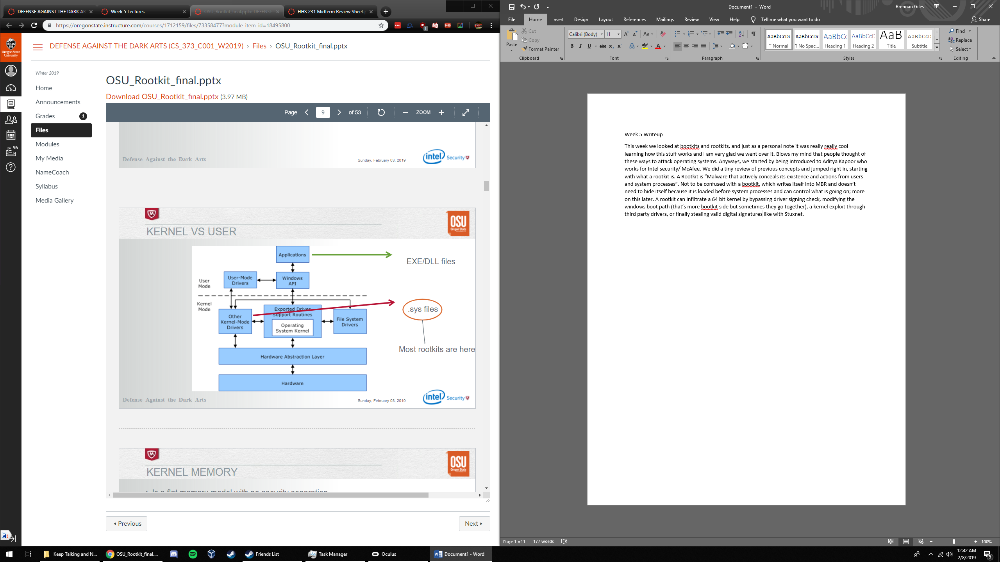 DEFENSE AGAINST THE DARK AR
Week 5 Lectures
OSU_Rootkit_final.pptx: DEFENS
HHS 231 Midterm Review Sheet.p
https://oregonstate.instructure.com/courses/1712159/files/73358477?module_item_id=18495800
1
1440
Oregon State
University
DEFENSE AGAINST THE DARK ARTS (CS_373_C001_W2019) › Files › OSU_Rootkit_final.pptx
Winter 2019
Home
Announcements
Grades 1
Files
Modules
My Media
NameCoach
Syllabus
Media Gallery
96
OSU_Rootkit_final.pptx
Download OSU_Rootkit_final.pptx (3.97 MB)
Page 9 of 53 ZOOM
Defense Against the Dark Arts
Sunday, February 03, 2019
intel Security
KERNEL VS USER
OSU
Oregon State
UNIVERSITY
Applications
EXE/DLL files
User
Mode
User-Mode
Drivers
Windows
API
Kernel
Mode
Other
Kernel-Mode
Drivers
Exported Driver
Support Routines
Operating
System Kernel
File System
Drivers
.sys files
Most rootkits are here
Hardware Abstraction Layer
Hardware
Defense Against the Dark Arts
Sunday, February 03, 2019
intel Security
KERNEL MEMORY
OSU
Oregon State
UNIVERSITY
• Is a flat memory model with no security separation
Previous
Next
Document1 - Word
Brennan Giles
File Home Insert Design Layout References Mailings Review View Help Tell me what you want to do Share
Paste
Cut
Copy
Format Painter
Clipboard
Calibri (Body) 11
Aa
B I U abc x₂ x²
A A
Font
Paragraph
AaBbCcDc AaBbCcDc AaBbCc AaBbCcD AaB AaBbCcD
¶ Normal ¶ No Spac... Heading 1 Heading 2 Title Subtitle
Styles
Find
Replace
Select
Editing
Week 5 Writeup
This week we looked at bootkits and rootkits, and just as a personal note it was really really cool
learning how this stuff works and I am very glad we went over it. Blows my mind that people thought of
these ways to attack operating systems. Anyways, we started by being introduced to Aditya Kapoor who
works for Intel security/ McAfee. We did a tiny review of previous concepts and jumped right in, starting
with what a rootkit is. A Rootkit is “Malware that actively conceals its existence and actions from users
and system processes”. Not to be confused with a bootkit, which writes itself into MBR and doesn’t
need to hide itself because it is loaded before system processes and can control what is going on; more
on this later. A rootkit can infiltrate a 64 bit kernel by bypassing driver signing check, modifying the
windows boot path (that’s more bootkit side but sometimes they go together), a kernel exploit through
third party drivers, or finally stealing valid digital signatures like with Stuxnet.
Page 1 of 1 177 words
100%
Keep Talking and N...
OSU_Rootkit_final....
Friends List
Task Manager
Oculus
Document1 - Word
12:42 AM
2/8/2019
5